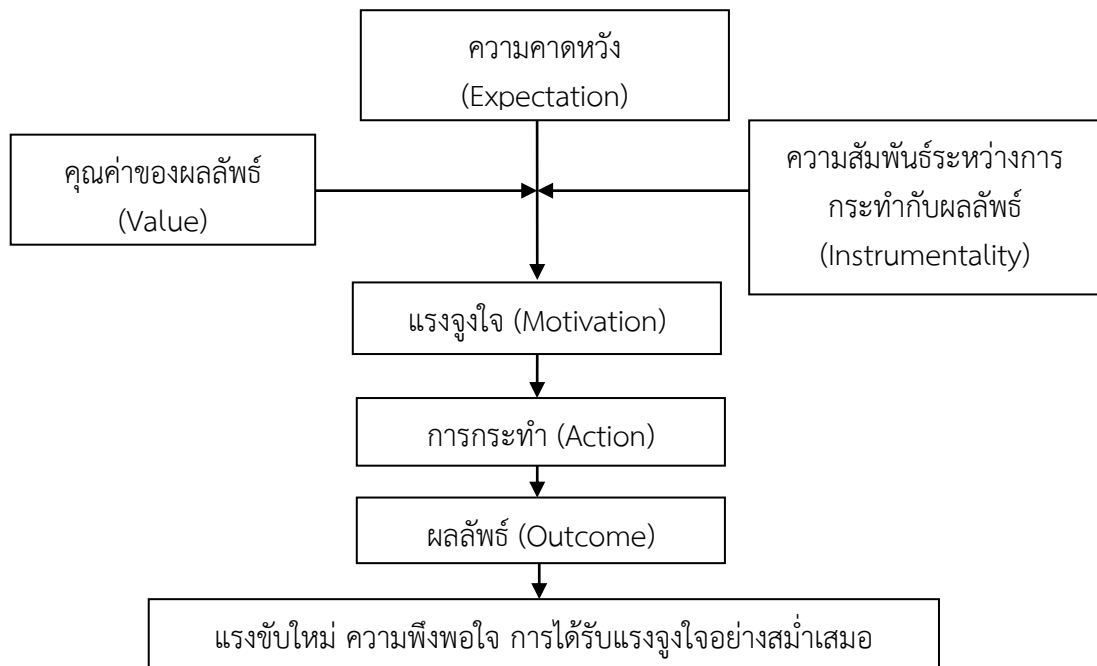 ความคาดหวัง
(Expectation)
คุณค่าของผลลัพธ์
(Value)
ความสัมพันธ์ระหว่างการ
กระทำกับผลลัพธ์
(Instrumentality)
แรงจูงใจ (Motivation)
การกระทำ (Action)
ผลลัพธ์ (Outcome)
แรงขับใหม่ ความพึงพอใจ การได้รับแรงจูงใจอย่างสม่ำเสมอ